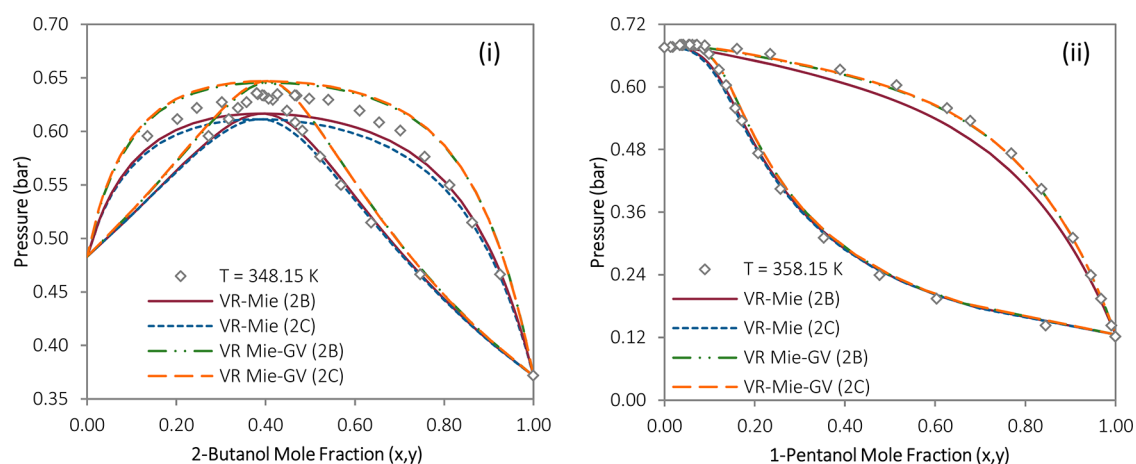 0.70
0.65
0.60
0.55
0.50
0.45
0.40
0.35
Pressure (bar)
(i)
T = 348.15 K
VR-Mie (2B)
VR-Mie (2C)
VR Mie-GV (2B)
VR Mie-GV (2C)
0.00 0.20 0.40 0.60 0.80 1.00
2-Butanol Mole Fraction (x,y)
0.72
0.60
0.48
0.36
0.24
0.12
0.00
Pressure (bar)
(ii)
T = 358.15 K
VR-Mie (2B)
VR-Mie (2C)
VR Mie-GV (2B)
VR-Mie-GV (2C)
0.00 0.20 0.40 0.60 0.80 1.00
1-Pentanol Mole Fraction (x,y)